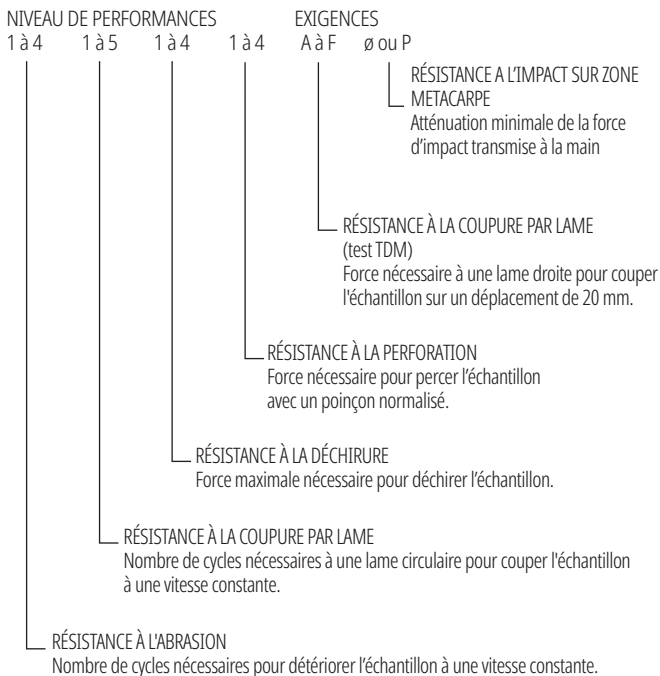 NIVEAU DE PERFORMANCES EXIGENCES
1 à 4 1 à 5 1 à 4 1 à 4 A à F ø ou P
RÉSISTANCE A L’IMPACT SUR ZONE
METACARPE
Atténuation minimale de la force
d’impact transmise à la main
RÉSISTANCE À LA COUPURE PAR LAME
(test TDM)
Force nécessaire à une lame droite pour couper
l'échantillon sur un déplacement de 20 mm.
RÉSISTANCE À LA PERFORATION
Force nécessaire pour percer l’échantillon
avec un poinçon normalisé.
RÉSISTANCE À LA DÉCHIRURE
Force maximale nécessaire pour déchirer l’échantillon.
RÉSISTANCE À LA COUPURE PAR LAME
Nombre de cycles nécessaires à une lame circulaire pour couper l'échantillon
à une vitesse constante.
RÉSISTANCE À L'ABRASION
Nombre de cycles nécessaires pour détériorer l’échantillon à une vitesse constante.